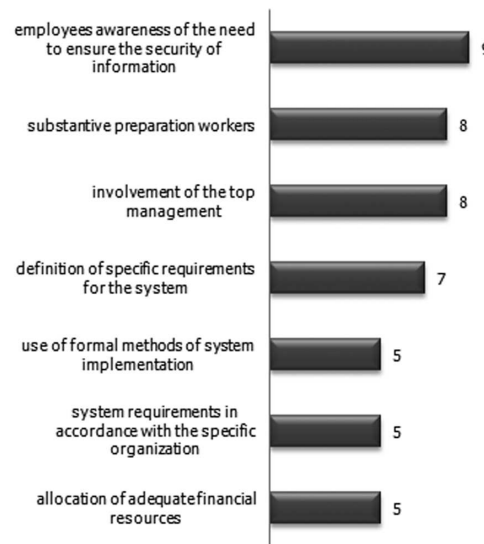 employees awareness of the need
to ensure the security of
information
substantive preparation workers
8
involvement of the top
management
8
definition of specific requirements
for the system
7
use of formal methods of system
implementation
5
system requirements in
accordance with the specific
organization
5
allocation of adequate financial
resources
5